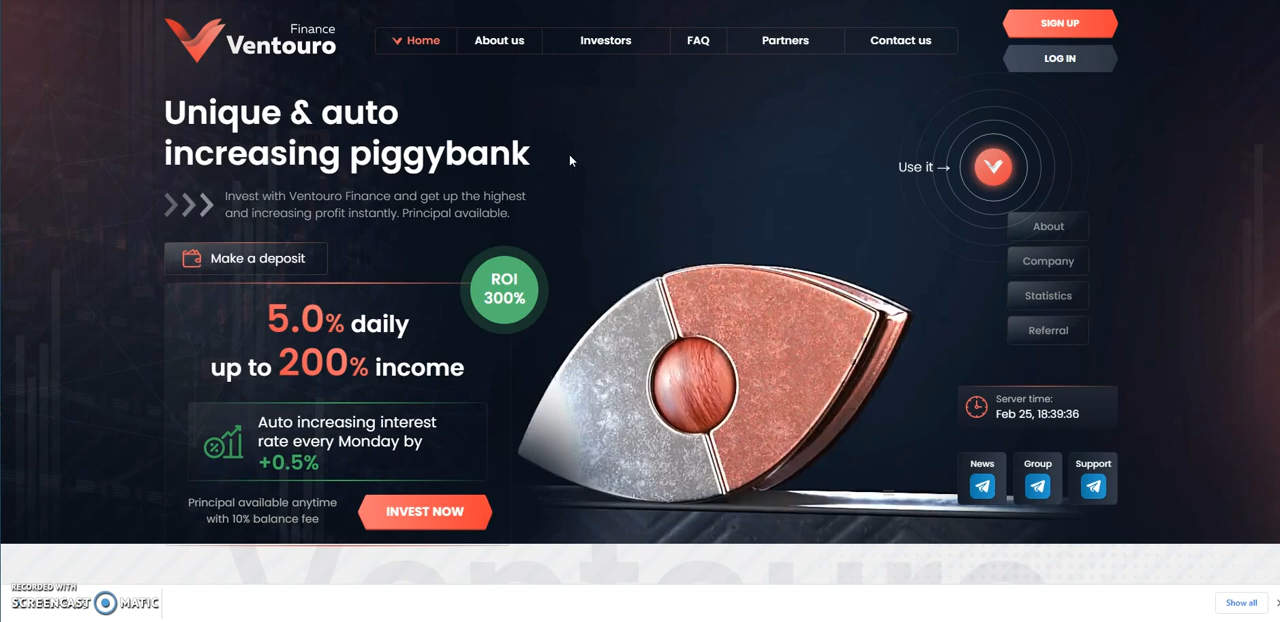 Finance
Ventouro
Home
About us
Investors
FAQ
Partners
Contact us
SIGN UP
LOG IN
Unique & auto
increasing piggybank
Invest with Ventouro Finance and get up the highest
and increasing profit instantly. Principal available.
Use it →
Make a deposit
ROI
300%
5.0% daily
up to 200% income
Auto increasing interest
rate every Monday by
+0.5%
Principal available anytime
with 10% balance fee
INVEST NOW
About
Company
Statistics
Referral
Server time:
Feb 25, 18:39:36
News
Group
Support
Ventouro
RECORDED WITH
SCREENCAST MATIC
Show all